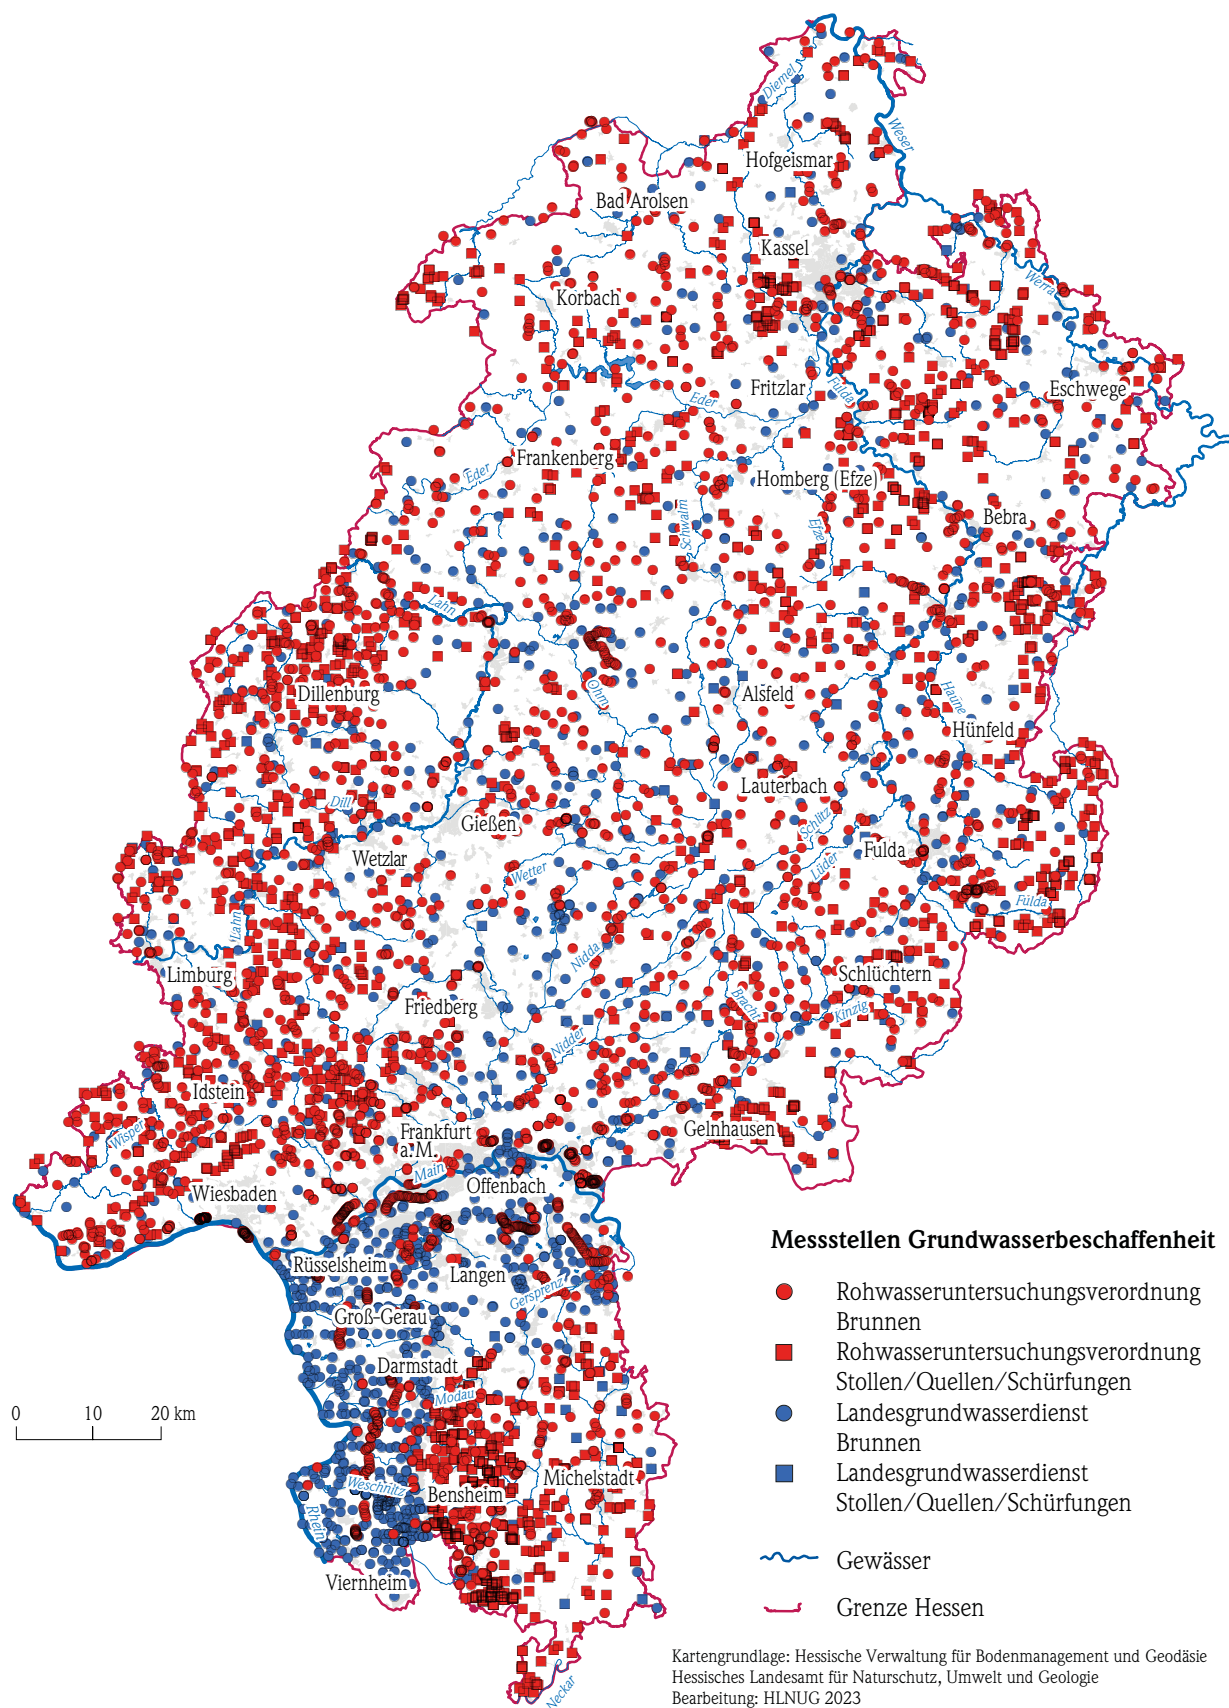 Diemel
Weser
Hofgeismar
Bad Arolsen
Kassel
Werra
Korbach
Fritzlar
Fulda
Eschwege
Eder
Frankenberg
Eder
Homberg (Efze)
Schwalm
Efze
Bebra
Lahn
Dillenburg
Ohm
Alsfeld
Haune
Hünfeld
Lauterbach
Dill
Gießen
Schlitz
Wetzlar
Wetter
Lüder
Fulda
Fulda
Lahn
Nidda
Limburg
Schlüchtern
Friedberg
Bracht
Kinzig
Nidder
Idstein
Wisper
Frankfurt
a.M.
Gelnhausen
Main
Wiesbaden
Offenbach
Rüsselsheim
Langen
Gersprenz
Groß-Gerau
Darmstadt
Modau
Michelstadt
Weschnitz
Bensheim
Rhein
Viernheim
Neckar
0 10 20 km
Messstellen Grundwasserbeschaffenheit
Rohwasseruntersuchungsverordnung
Brunnen
Rohwasseruntersuchungsverordnung
Stollen/Quellen/Schürfungen
Landesgrundwasserdienst
Brunnen
Landesgrundwasserdienst
Stollen/Quellen/Schürfungen
Gewässer
Grenze Hessen
Kartengrundlage: Hessische Verwaltung für Bodenmanagement und Geodäsie
Hessisches Landesamt für Naturschutz, Umwelt und Geologie
Bearbeitung: HLNUG 2023